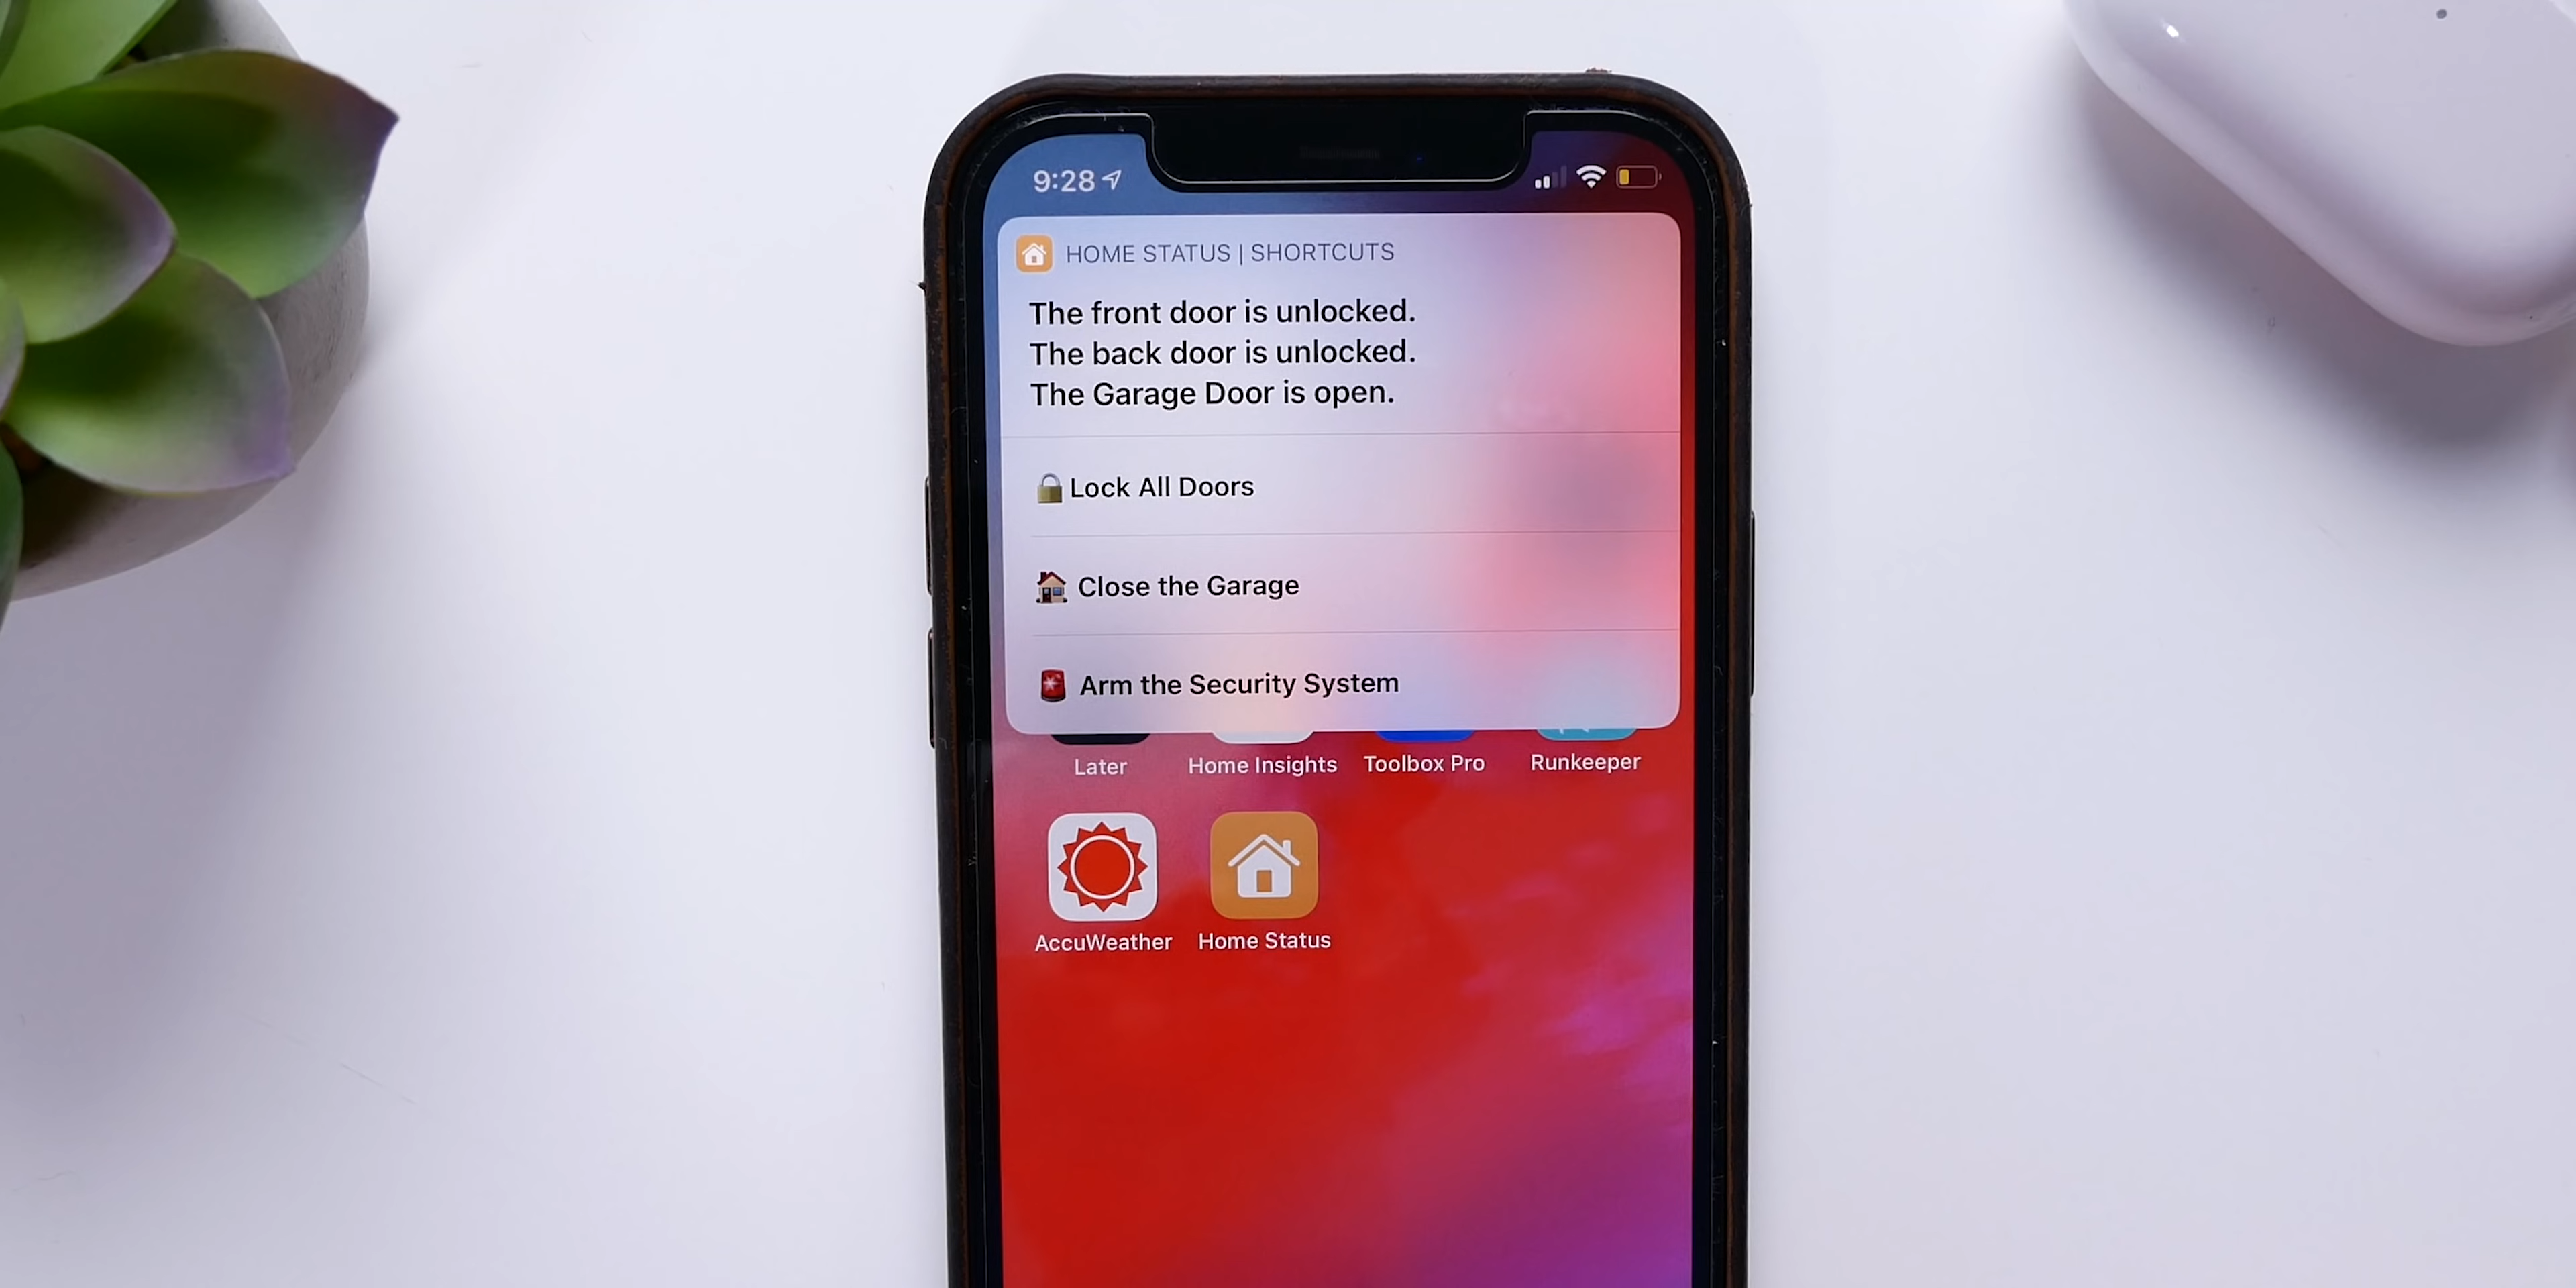 9:28
HOME STATUS | SHORTCUTS
The front door is unlocked.
The back door is unlocked.
The Garage Door is open.
Lock All Doors
Close the Garage
Arm the Security System
Later Home Insights Toolbox Pro Runkeeper
AccuWeather Home Status